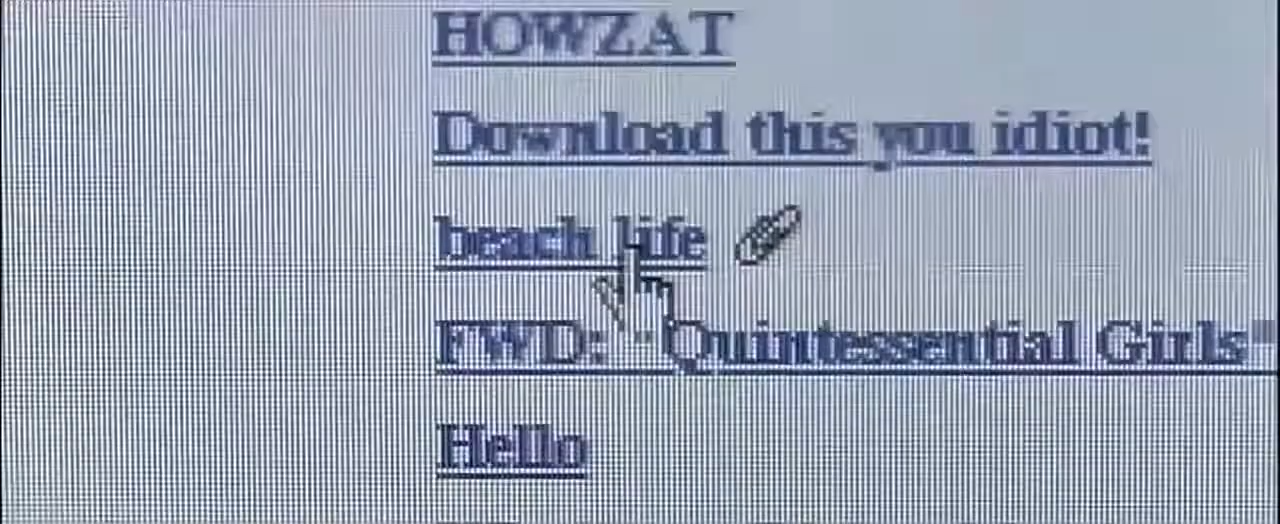 HOWZAT
Download this you idiot!
beach life
FWD: "Quintessential Girls"
Hello